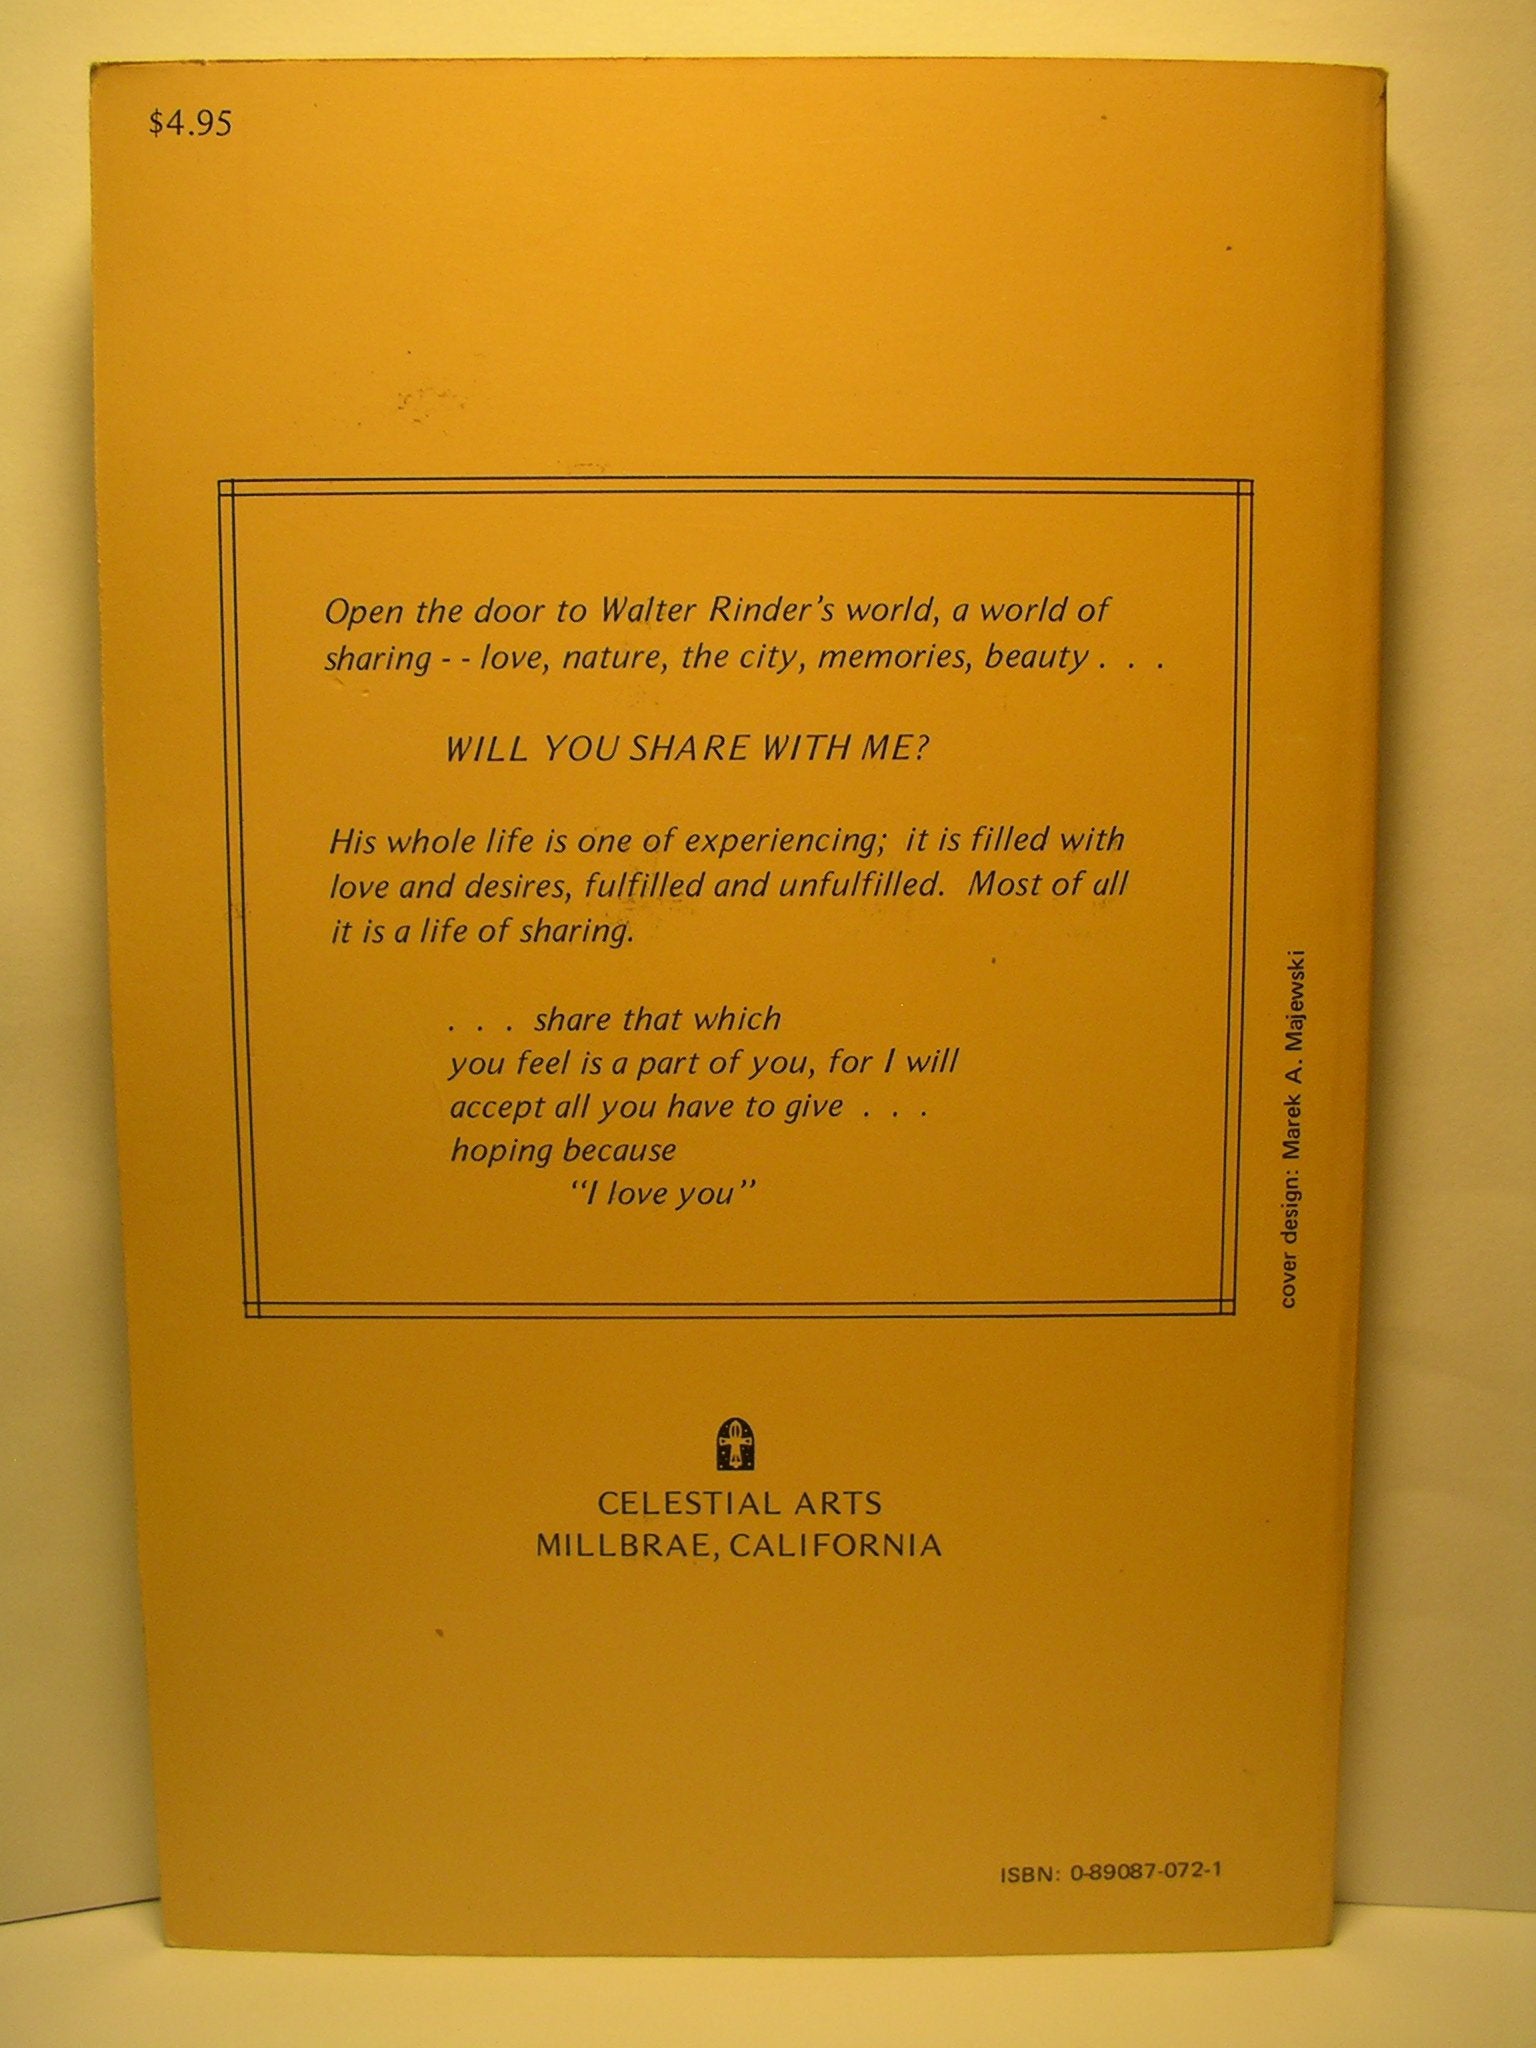 $4.95
Open the door to Walter Rinder's world, a world of
sharing - - love, nature, the city, memories, beauty . . .
WILL YOU SHARE WITH ME?
His whole life is one of experiencing; it is filled with
love and desires, fulfilled and unfulfilled. Most of all
it is a life of sharing.
. . . share that which
you feel is a part of you, for I will
accept all you have to give . . .
hoping because
"I love you"
cover design: Marek A. Majewski
CELESTIAL ARTS
MILLBRAE, CALIFORNIA
ISBN: 0-89087-072-1